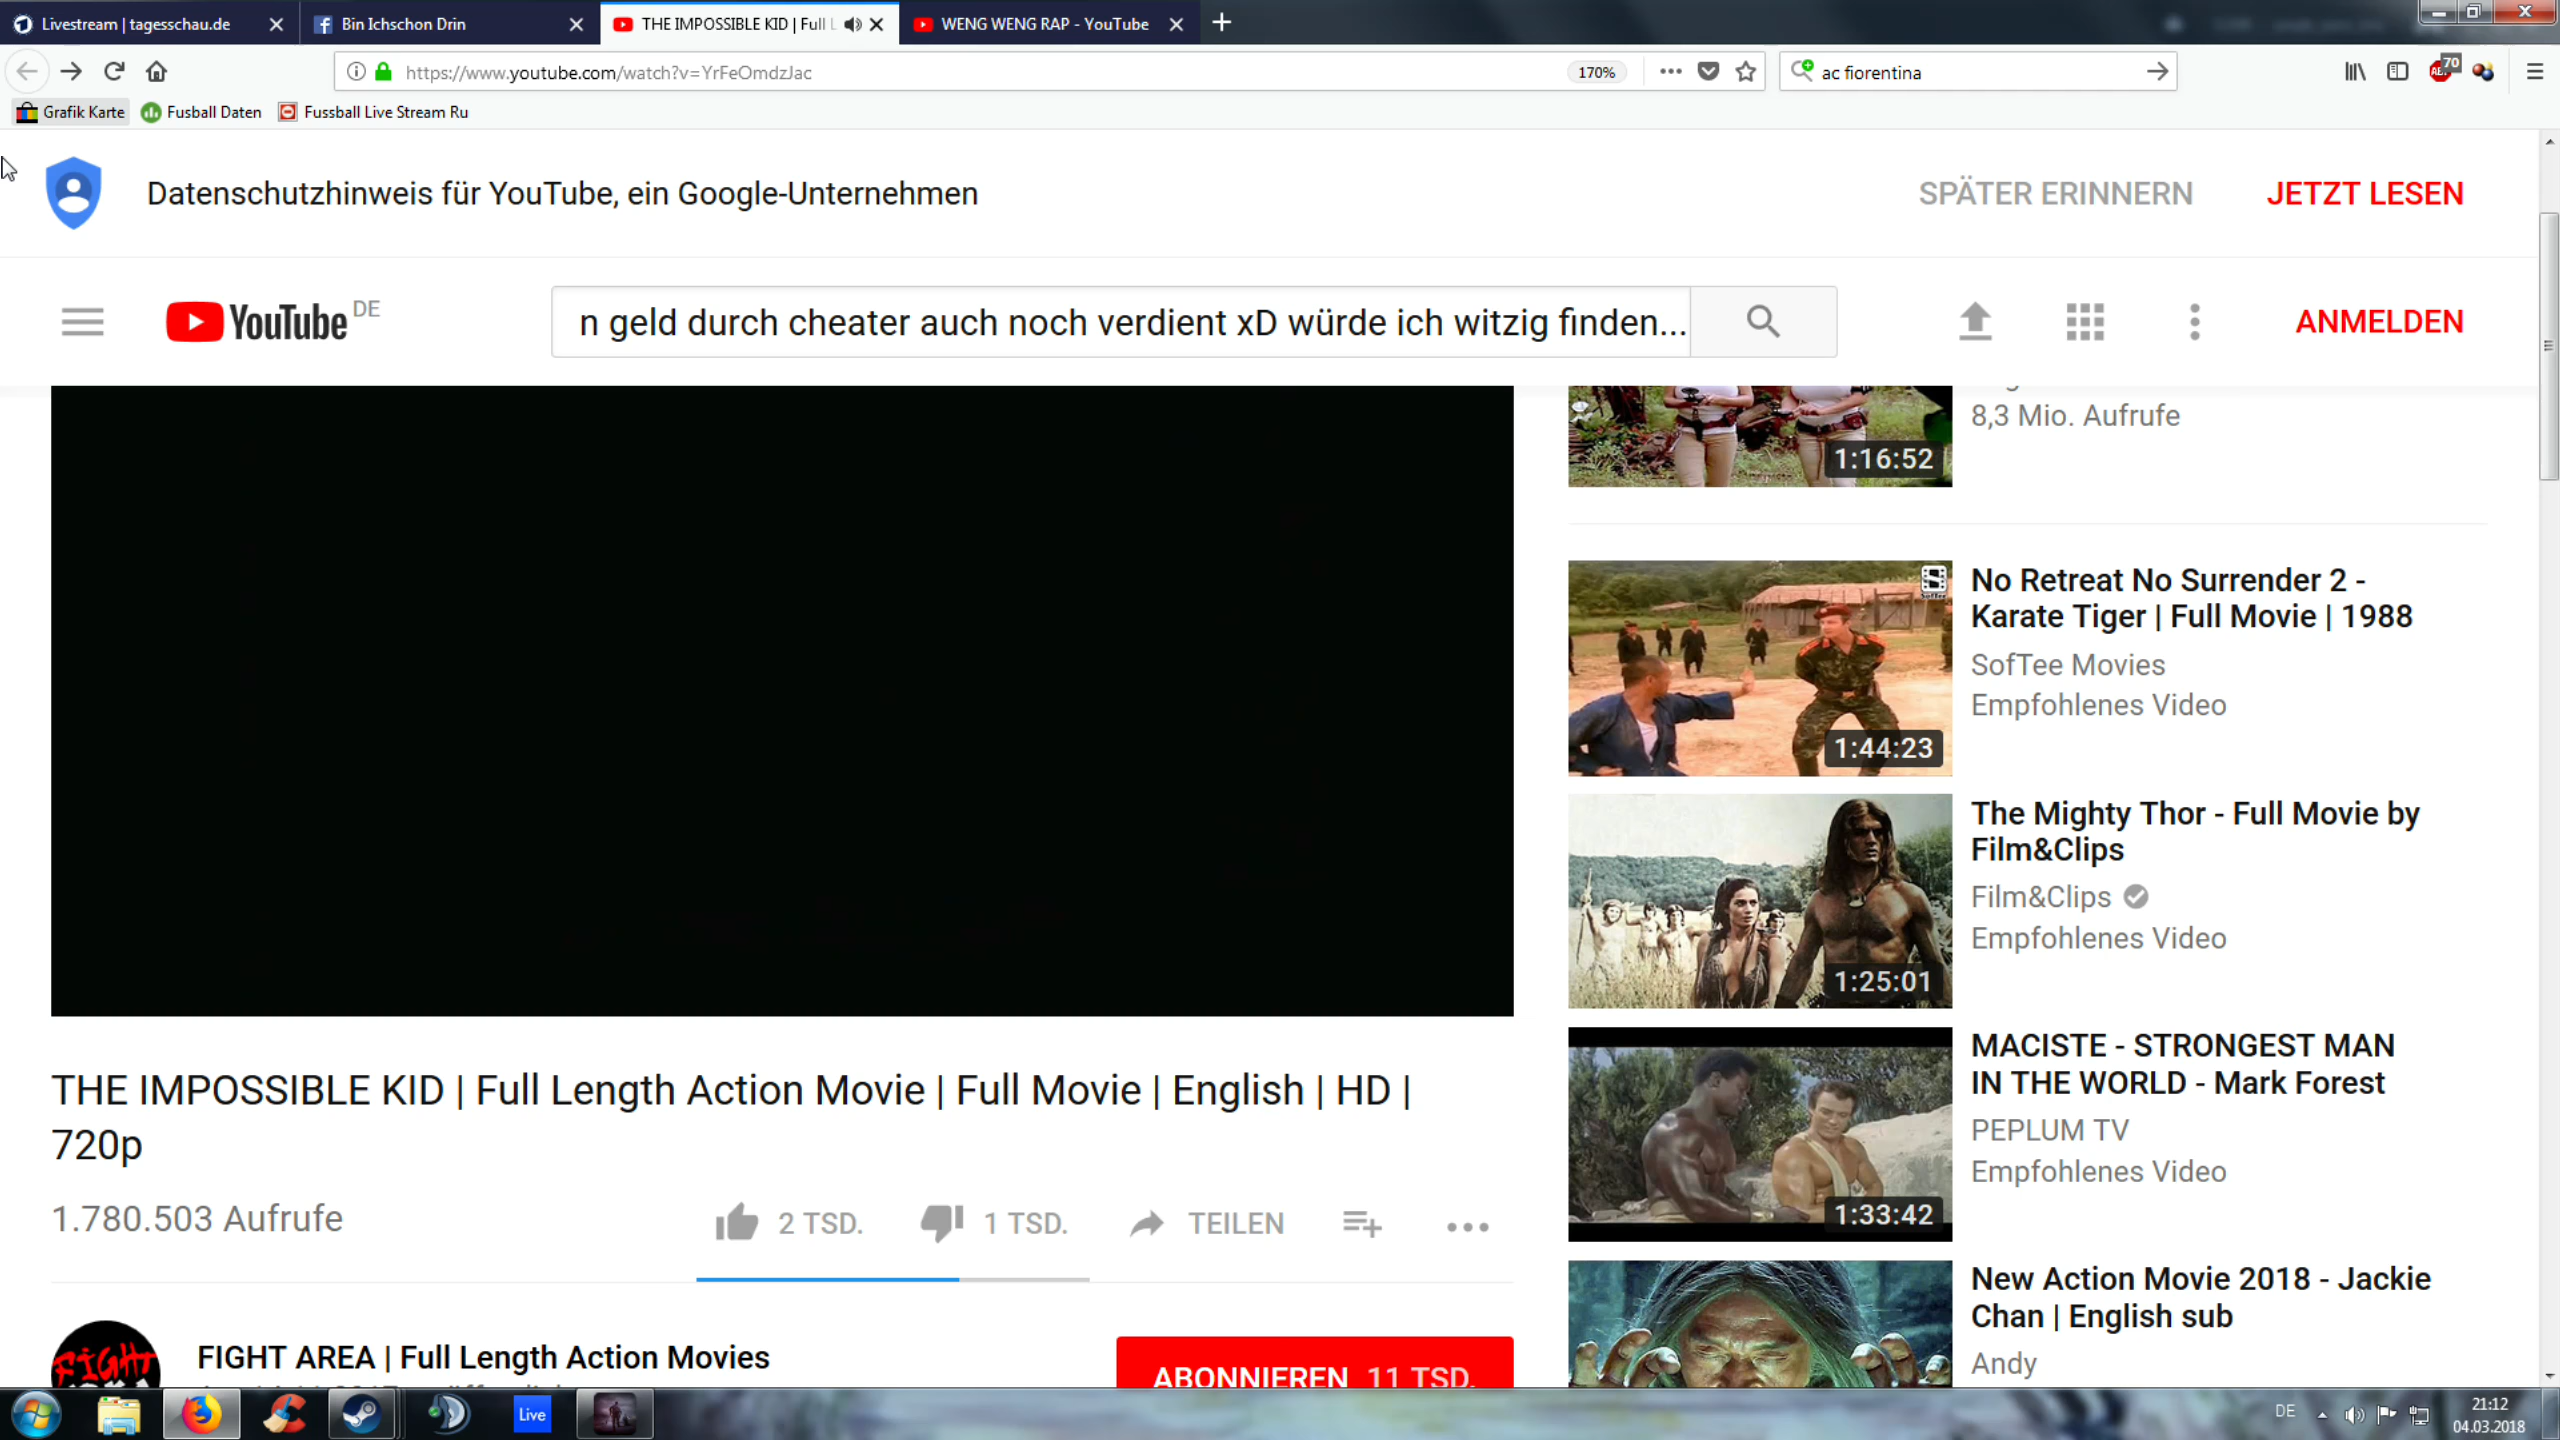 Livestream | tagesschau.de
Bin Ichschon Drin
THE IMPOSSIBLE KID | Full L
WENG WENG RAP - YouTube
https://www.youtube.com/watch?v=YrFeOmdzJac
170%
ac fiorentina
70
Grafik Karte
Fusball Daten
Fussball Live Stream Ru
Datenschutzhinweis für YouTube, ein Google-Unternehmen
SPÄTER ERINNERN
JETZT LESEN
YouTube DE
n geld durch cheater auch noch verdient xD würde ich witzig finden...
ANMELDEN
8,3 Mio. Aufrufe
1:16:52
No Retreat No Surrender 2 -
Karate Tiger | Full Movie | 1988
SofTee Movies
Empfohlenes Video
1:44:23
The Mighty Thor - Full Movie by
Film&Clips
Film&Clips
Empfohlenes Video
1:25:01
MACISTE - STRONGEST MAN
IN THE WORLD - Mark Forest
PEPLUM TV
Empfohlenes Video
1:33:42
New Action Movie 2018 - Jackie
Chan | English sub
Andy
THE IMPOSSIBLE KID | Full Length Action Movie | Full Movie | English | HD |
720p
1.780.503 Aufrufe
2 TSD.
1 TSD.
TEILEN
FIGHT
FIGHT AREA | Full Length Action Movies
ABONNIEREN 11 TSD.
Live
DE
21:12
04.03.2018